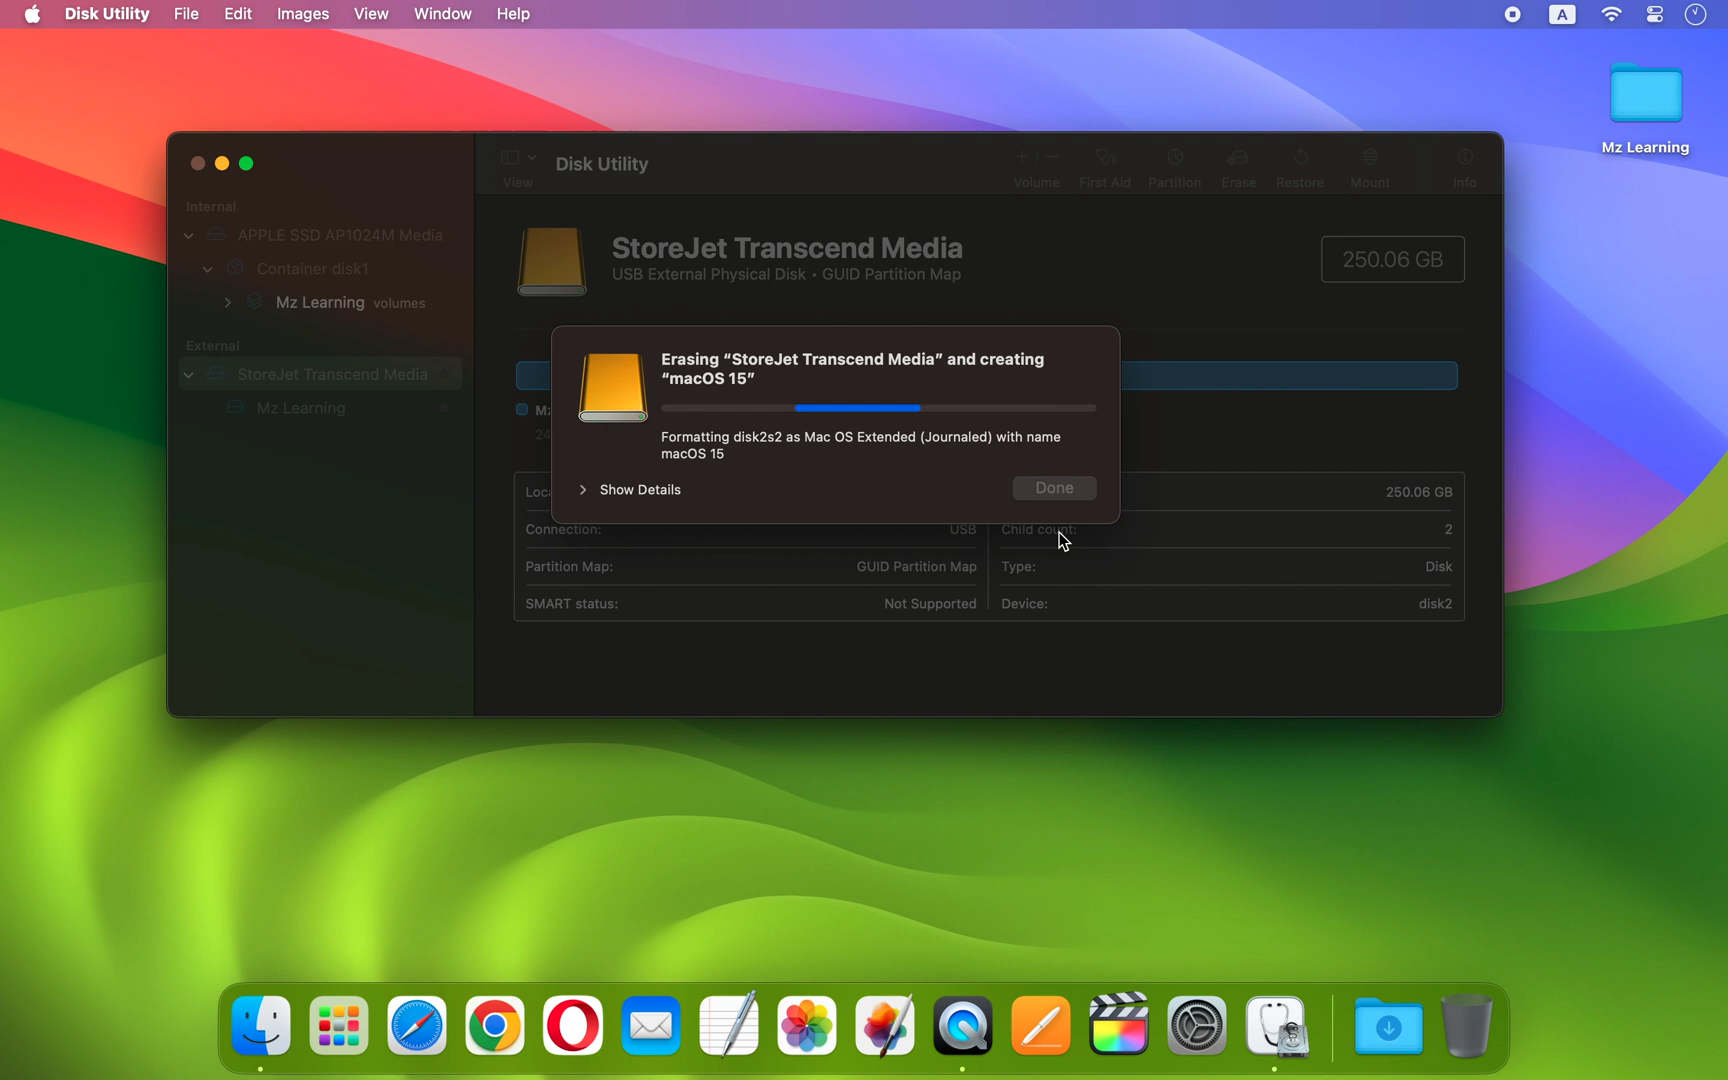 Disk Utility File Edit Images View Window Help A
Mz Learning
Disk Utility
View
Volume First Aid Partition Erase Restore Mount Info
Internal
APPLE SSD AP1024M Media
Container disk1
Mz Learning volumes
External
StoreJet Transcend Media
Mz Learning
StoreJet Transcend Media
USB External Physical Disk • GUID Partition Map
250.06 GB
Erasing “StoreJet Transcend Media” and creating
“macOS 15”
Formatting disk2s2 as Mac OS Extended (Journaled) with name
macOS 15
Show Details
Done
250.06 GB
Connection: USB
Child count: 2
Partition Map: GUID Partition Map
Type: Disk
SMART status: Not Supported
Device: disk2